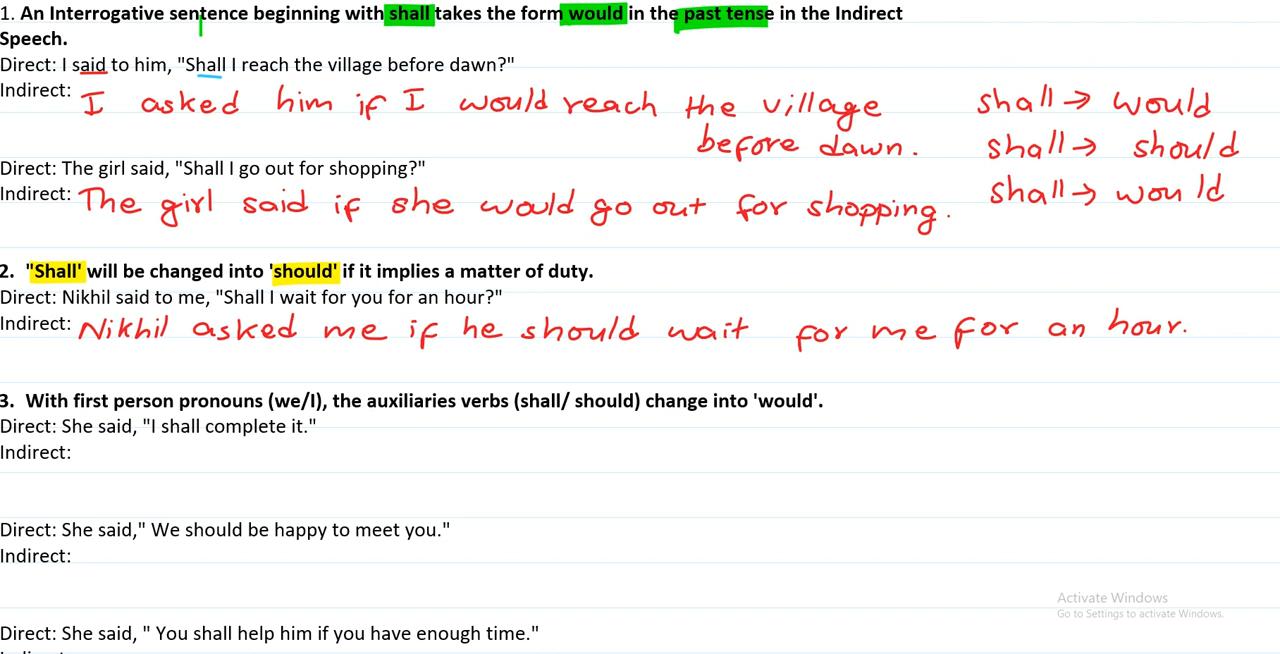 1. An Interrogative sentence beginning with shall takes the form would in the past tense in the Indirect
Speech.
Direct: I said to him, "Shall I reach the village before dawn?"
Indirect: I asked him if I would reach the village
before dawn.
shall → would
shall → should
shall → would
Direct: The girl said, "Shall I go out for shopping?"
Indirect: The girl said if she would go out for shopping.
2. "Shall' will be changed into 'should' if it implies a matter of duty.
Direct: Nikhil said to me, "Shall I wait for you for an hour?"
Indirect: Nikhil asked me if he should wait for me for an hour.
3. With first person pronouns (we/I), the auxiliaries verbs (shall/ should) change into 'would'.
Direct: She said, "I shall complete it."
Indirect:
Direct: She said," We should be happy to meet you."
Indirect:
Activate Windows
Go to Settings to activate Windows.
Direct: She said, " You shall help him if you have enough time."